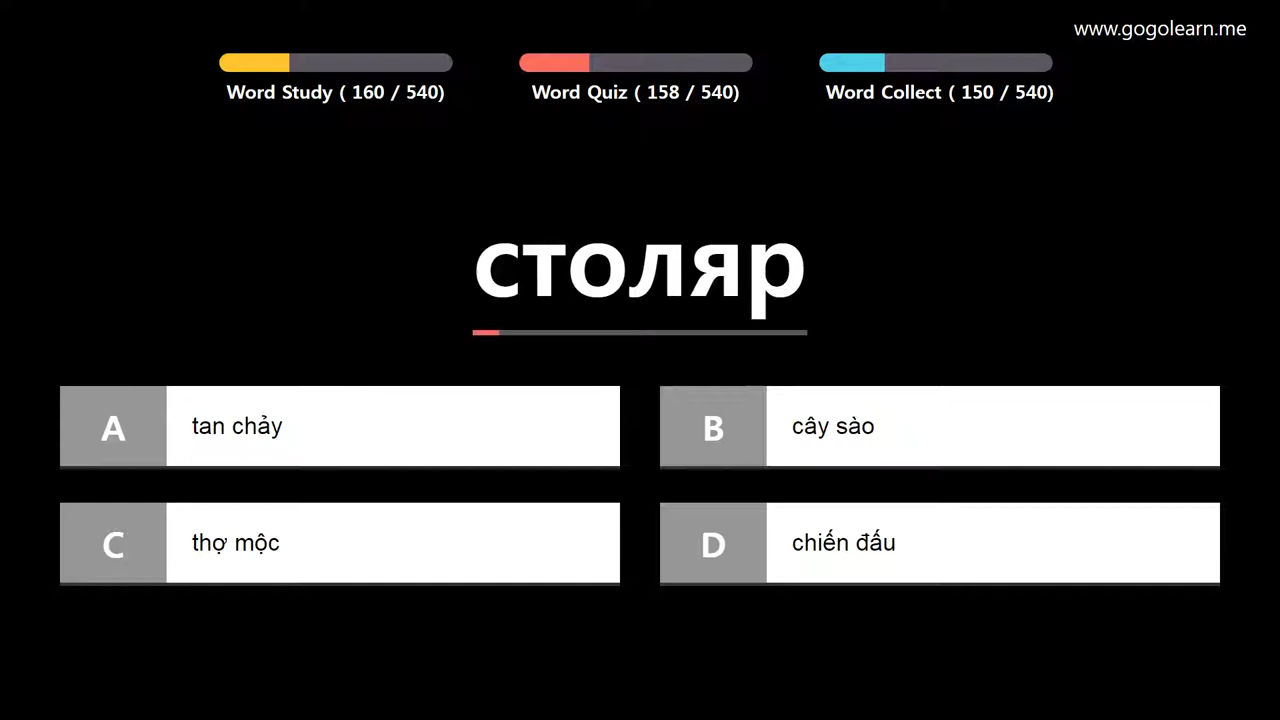 www.gogolearn.me
Word Study ( 160 / 540)
Word Quiz ( 158 / 540)
Word Collect ( 150 / 540)
столяр
A tan chảy
B cây sào
C thợ mộc
D chiến đấu